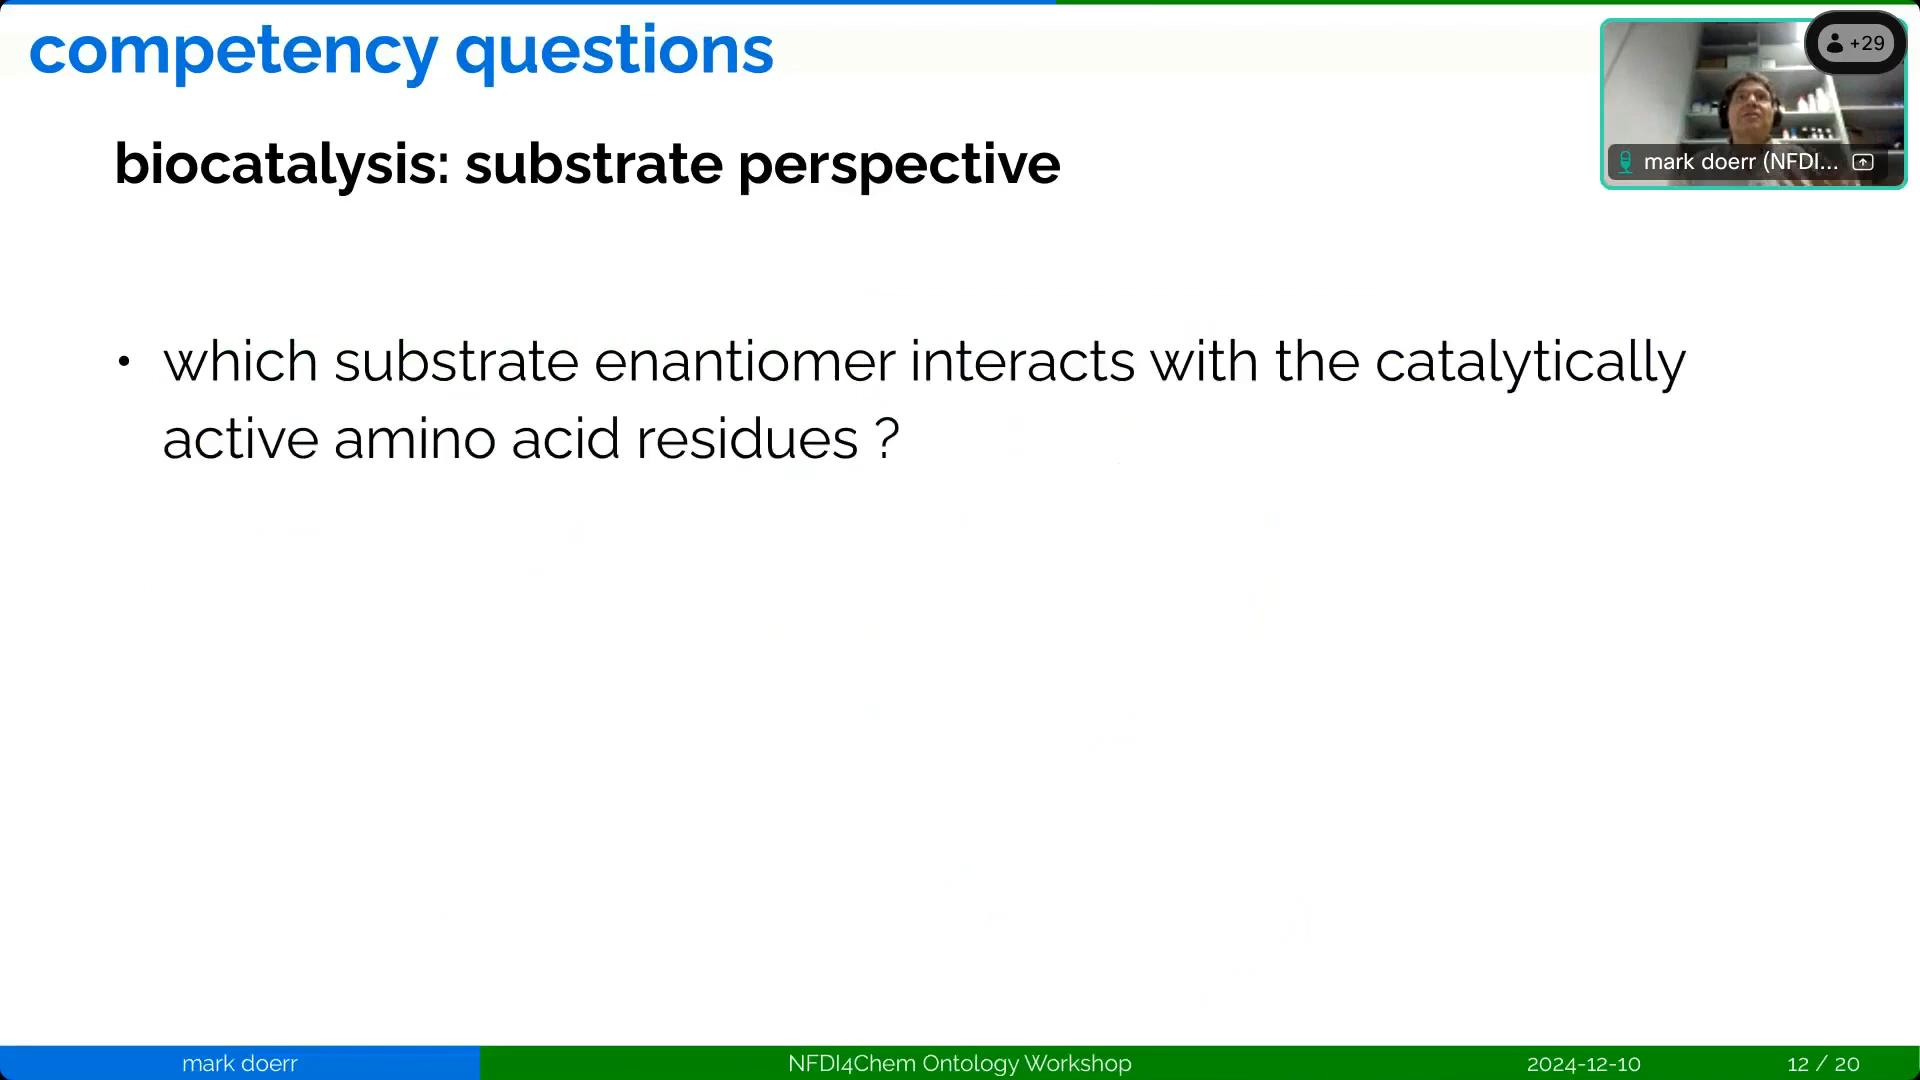 competency questions
+29
mark doerr (NFDI...
biocatalysis: substrate perspective
• which substrate enantiomer interacts with the catalytically
active amino acid residues ?
mark doerr
NFDI4Chem Ontology Workshop
2024-12-10
12 / 20